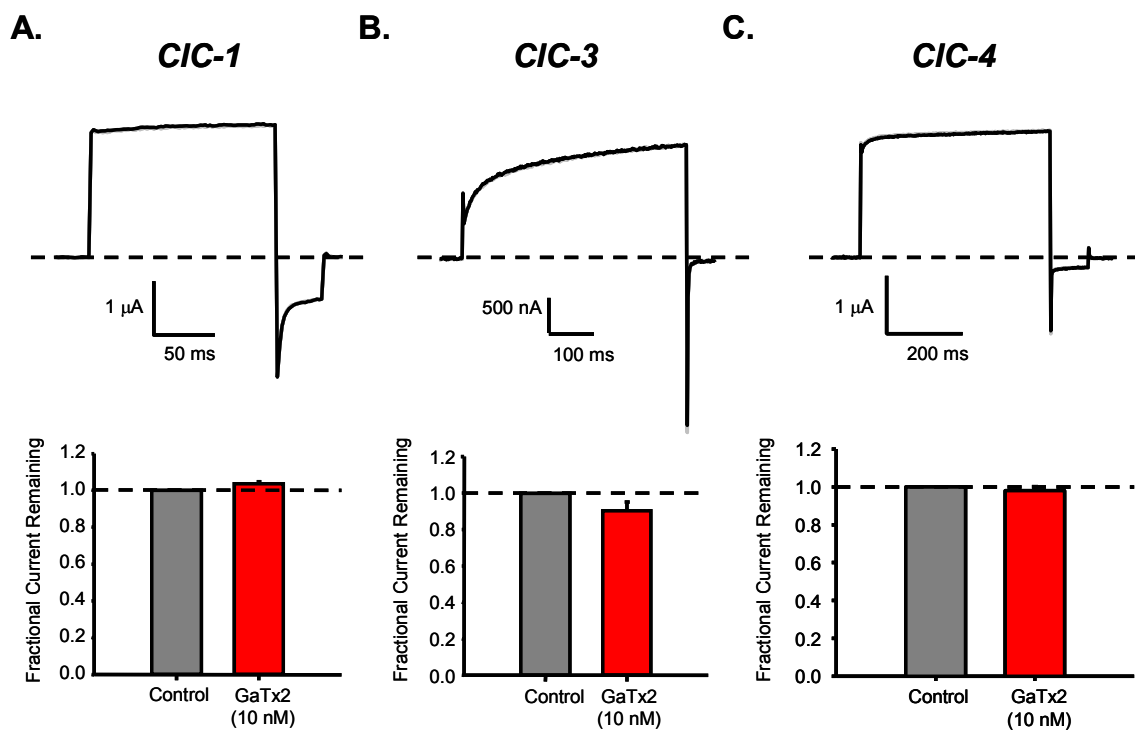 A.
ClC-1
1 μA
50 ms
Fractional Current Remaining
1.2
1.0
0.8
0.6
0.4
0.2
0.0
Control
GaTx2
(10 nM)
B.
ClC-3
500 nA
100 ms
Fractional Current Remaining
1.2
1.0
0.8
0.6
0.4
0.2
0.0
Control
GaTx2
(10 nM)
C.
ClC-4
1 μA
200 ms
Fractional Current Remaining
1.2
1.0
0.8
0.6
0.4
0.2
0.0
Control
GaTx2
(10 nM)